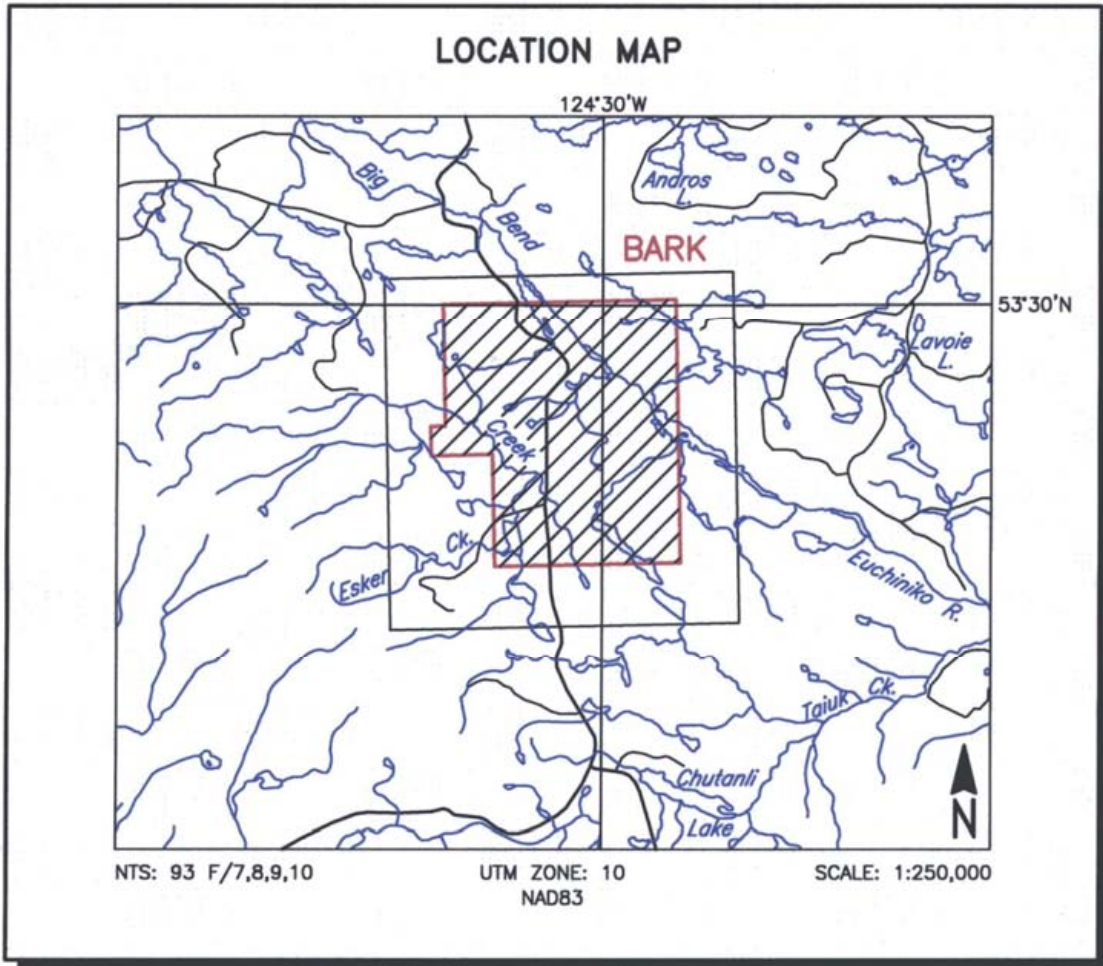 LOCATION MAP
124°30'W
Big
Andros
L.
Bend
BARK
53°30'N
Lavoie
L.
Creek
Ck.
Esker
Euchiniko R.
Taiuk Ck.
Chutanli
Lake
N
NTS: 93 F/7,8,9,10
UTM ZONE: 10
SCALE: 1:250,000
NAD83